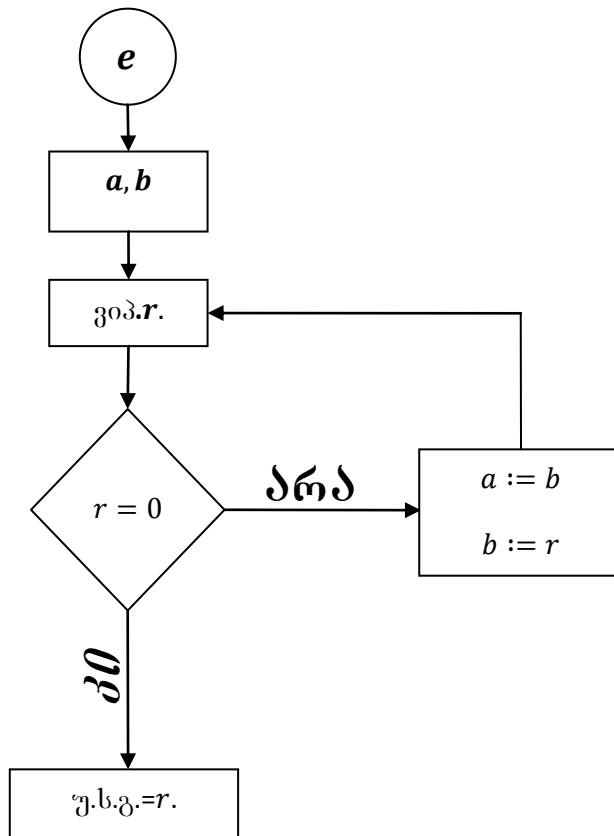 e
a, b
ვიპ.r.
r = 0
არა
a := b
b := r
კი
უ.ს.გ.=r.